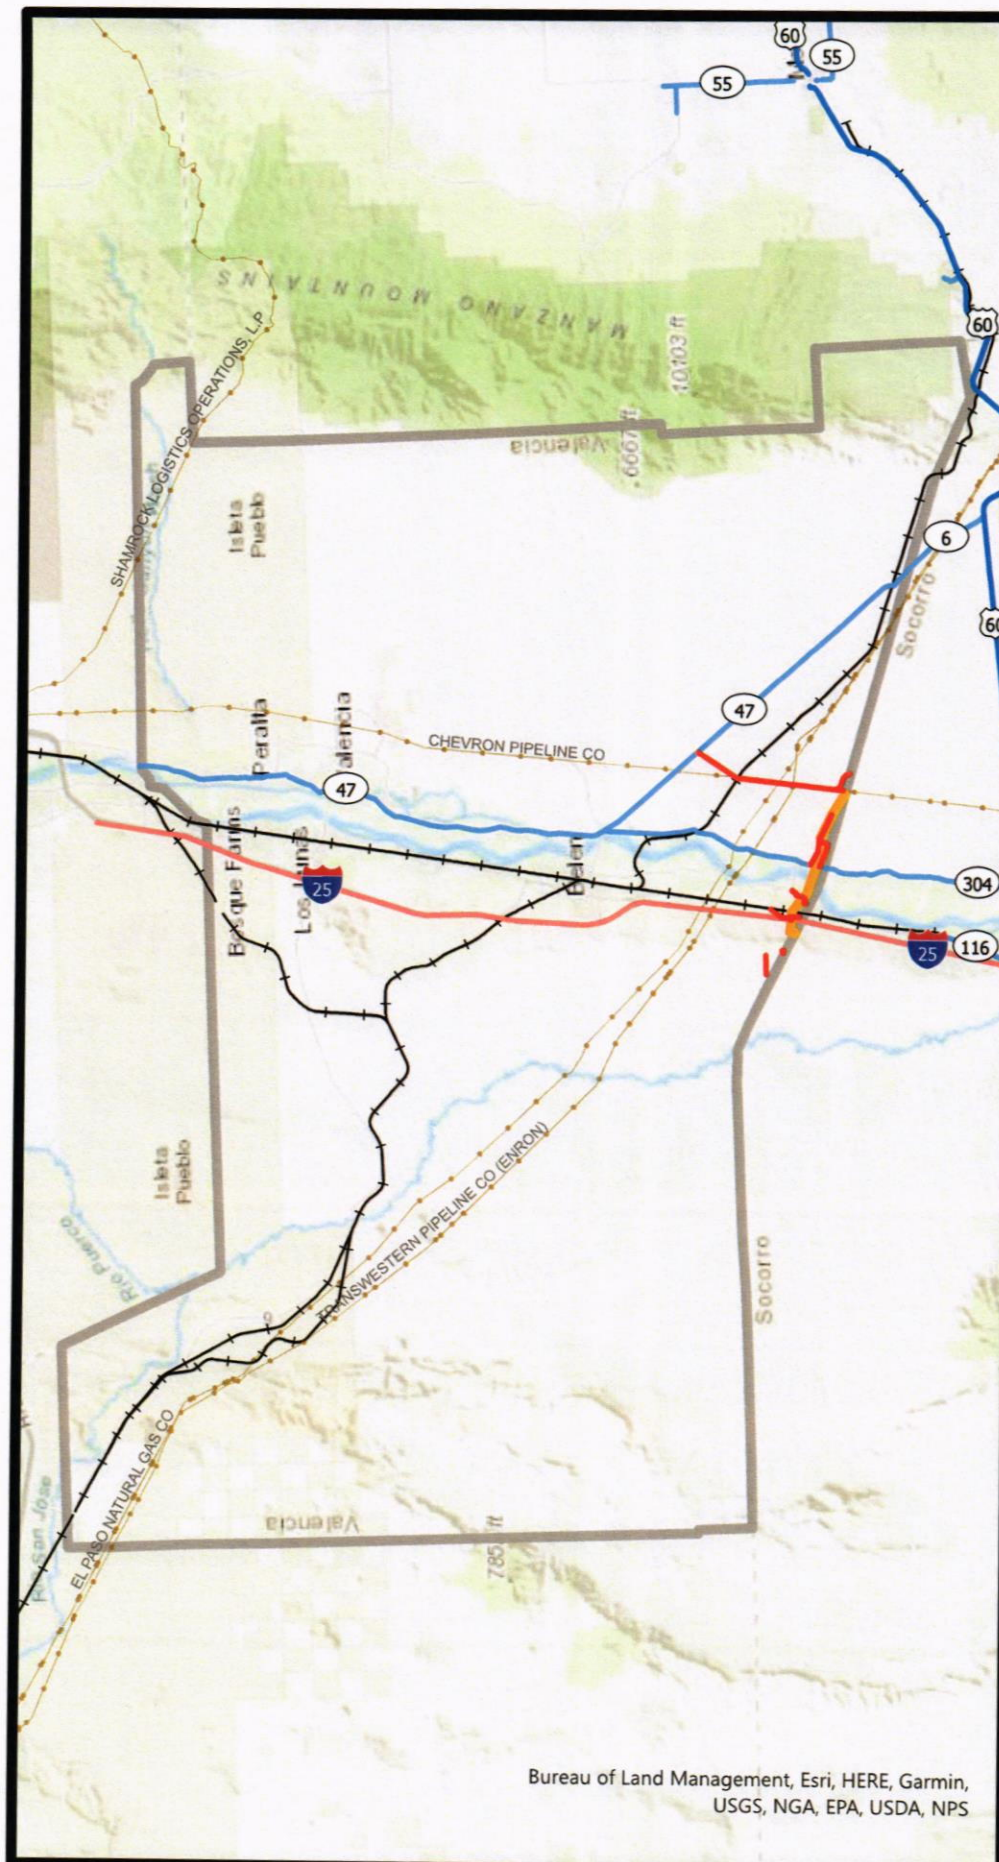 60
55
55
MANZANO MOUNTAINS
60
10103 ft
SHAMROCK LOGISTICS OPERATIONS, L.P
Valencia
6667 ft
Isleta
Pueblo
6
Socorro
60
47
Peralta
alencia
CHEVRON PIPELINE CO
47
Bosque Farms
Los Lunas
Belen
25
304
116
25
Isleta
Pueblo
TRANSWESTERN PIPELINE CO (ENRON)
Rio Puerco
Socorro
EL PASO NATURAL GAS CO
San Jose
Valencia
785 ft
Bureau of Land Management, Esri, HERE, Garmin,
USGS, NGA, EPA, USDA, NPS